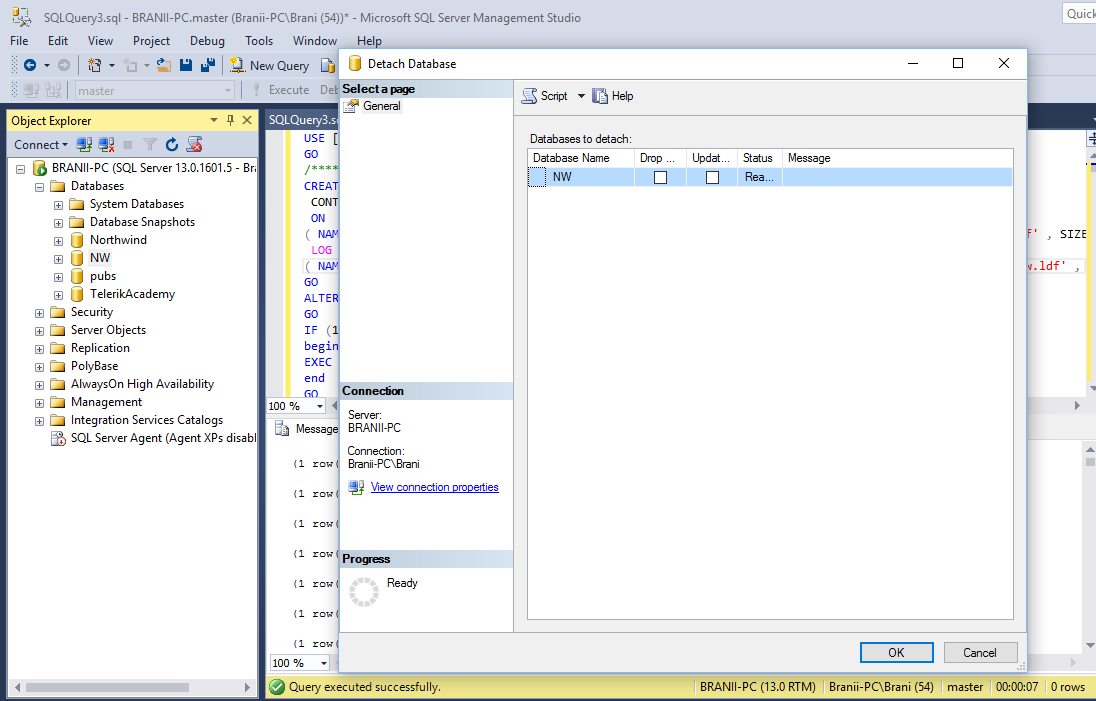 SQLQuery3.sql - BRANII-PC.master (Branii-PC\Brani (54))* - Microsoft SQL Server Management Studio
Quick
File Edit View Project Debug Tools Window Help
New Query
master
Execute
Object Explorer
Connect
BRANII-PC (SQL Server 13.0.1601.5 - Bra
Databases
System Databases
Database Snapshots
Northwind
NW
pubs
TelerikAcademy
Security
Server Objects
Replication
PolyBase
AlwaysOn High Availability
Management
Integration Services Catalogs
SQL Server Agent (Agent XPs disabl
SQLQuery3.s
USE [
GO
/****
CREAT
CONT
ON
( NAM
LOG
( NAM
GO
ALTER
GO
IF (1
begin
EXEC
end
GO
f' , SIZE
w.ldf' ,
100 %
Message
(1 row(
(1 row(
(1 row(
(1 row(
(1 row(
(1 row(
(1 row(
100 %
Detach Database
Select a page
General
Script Help
Databases to detach:
Database Name Drop ... Updat... Status Message
NW Rea...
Connection
Server:
BRANII-PC
Connection:
Branii-PC\Brani
View connection properties
Progress
Ready
OK Cancel
Query executed successfully.
BRANII-PC (13.0 RTM) Branii-PC\Brani (54) master 00:00:07 0 rows